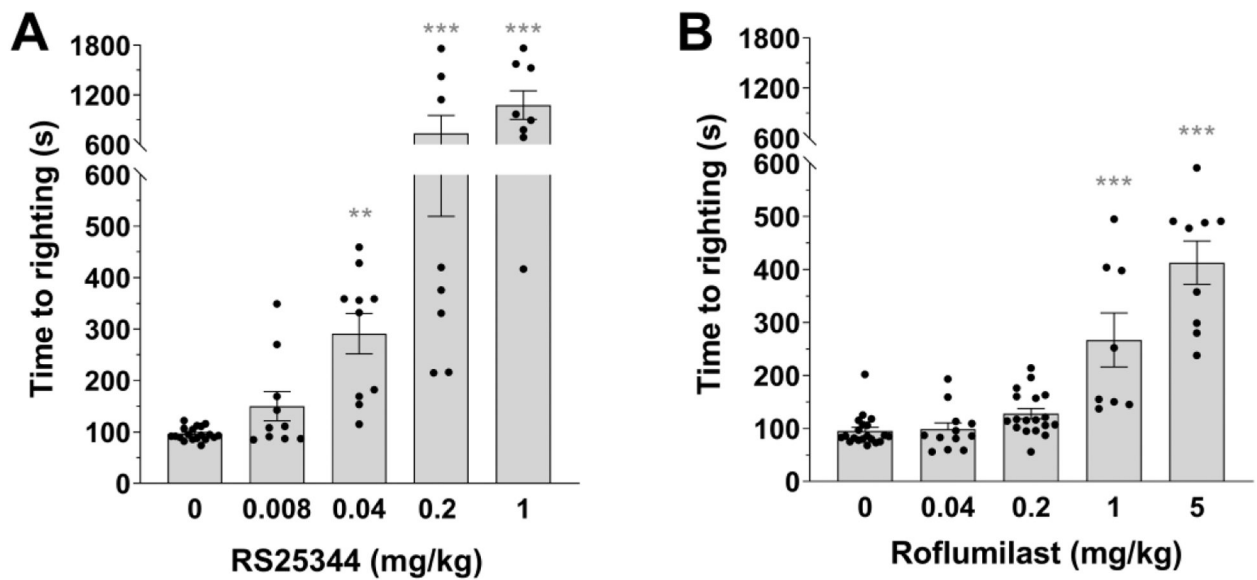 A
Time to righting (s)
1800
1200
600
600
500
400
300
200
100
0
** *** ***
0 0.008 0.04 0.2 1
RS25344 (mg/kg)
B
Time to righting (s)
1800
1200
600
600
500
400
300
200
100
0
*** ***
0 0.04 0.2 1 5
Roflumilast (mg/kg)